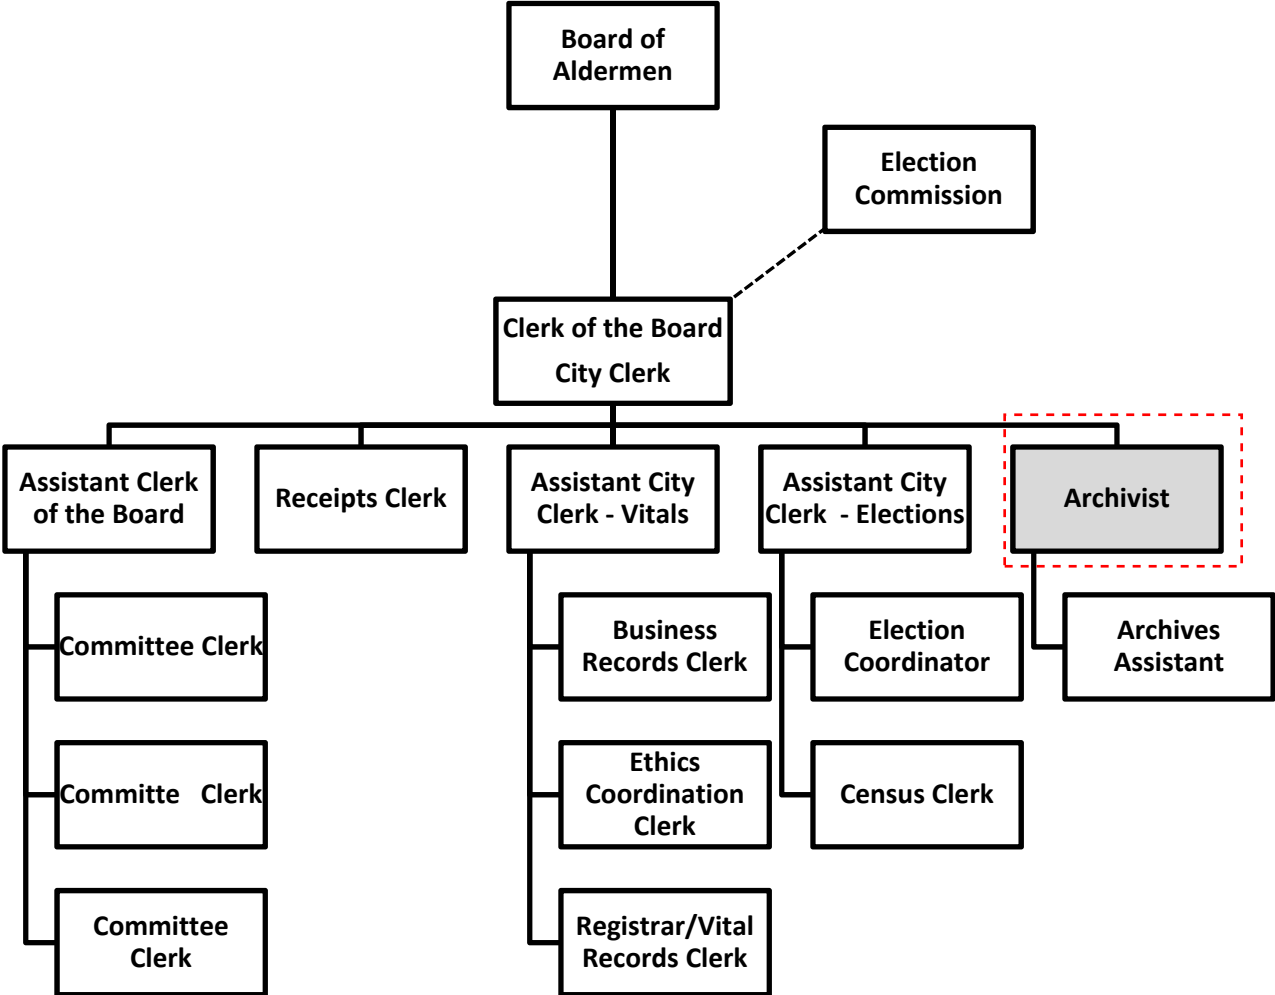 Board of
Aldermen
Election
Commission
Clerk of the Board
City Clerk
Assistant Clerk
of the Board
Receipts Clerk
Assistant City
Clerk - Vitals
Assistant City
Clerk - Elections
Archivist
Committee Clerk
Business
Records Clerk
Election
Coordinator
Archives
Assistant
Committe Clerk
Ethics
Coordination
Clerk
Census Clerk
Committee
Clerk
Registrar/Vital
Records Clerk